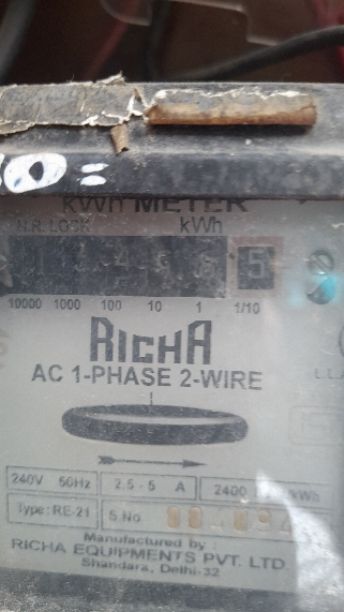 kWh METER
N.R. LOCK kWh
5
10000 1000 100 10 1 1/10
RICHA
AC 1-PHASE 2-WIRE
240V 50Hz 2.5 - 5 A 2400 kWh
Type: RE-21 S.No
Manufactured by :
RICHA EQUIPMENTS PVT. LTD.
Shandara, Delhi-32